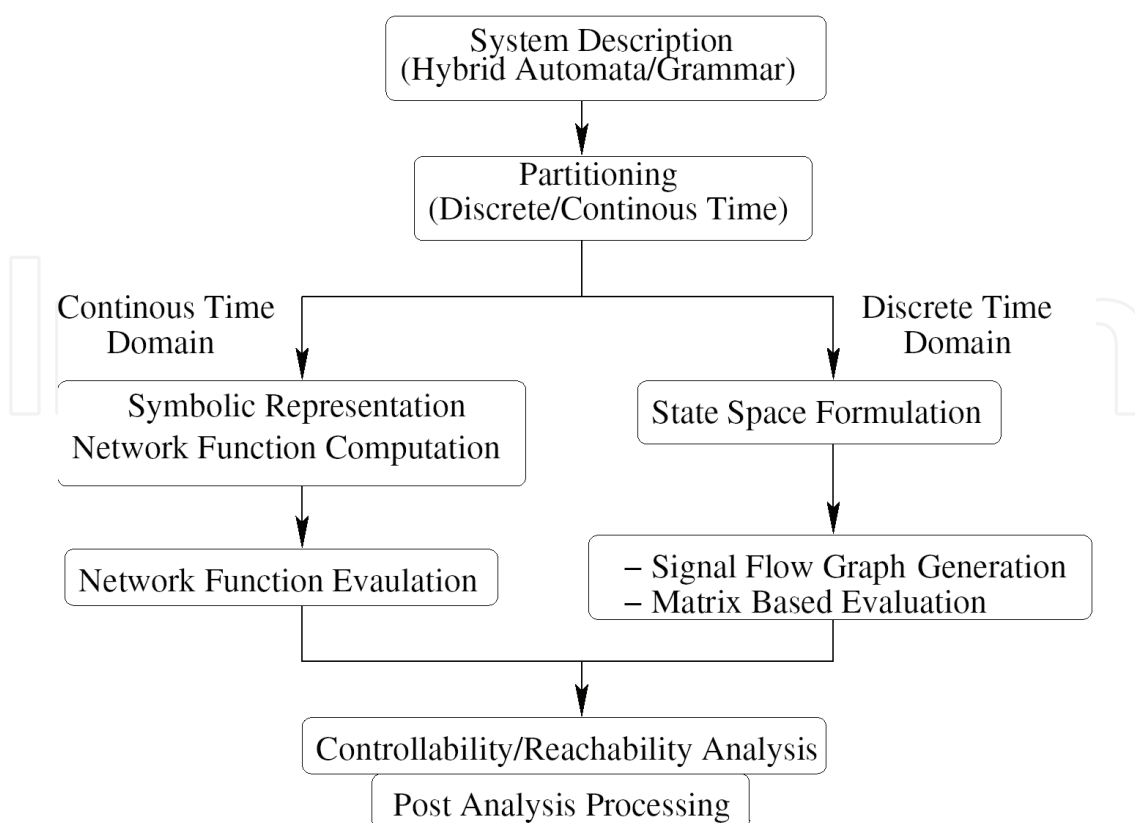 System Description
(Hybrid Automata/Grammar)
Partitioning
(Discrete/Continous Time)
Continous Time
Domain
Discrete Time
Domain
Symbolic Representation
Network Function Computation
State Space Formulation
Network Function Evaulation
– Signal Flow Graph Generation
– Matrix Based Evaluation
Controllability/Reachability Analysis
Post Analysis Processing